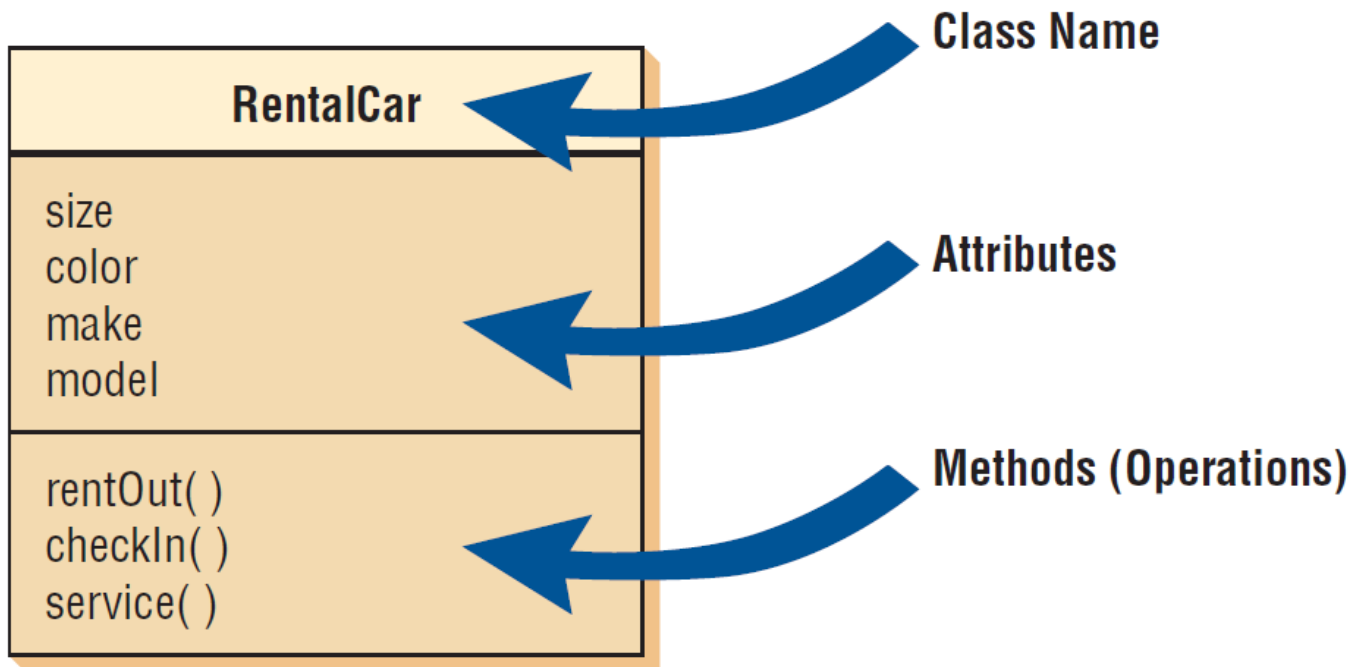 Class Name
RentalCar
size
color
make
model
Attributes
rentOut( )
checkIn( )
service( )
Methods (Operations)